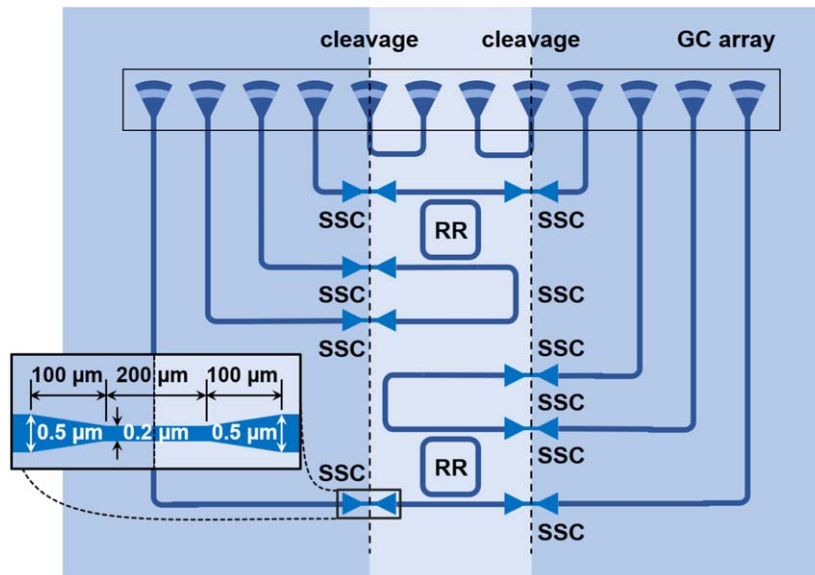 cleavage cleavage GC array
SSC SSC
RR
SSC SSC
SSC SSC
SSC
100 μm 200 μm 100 μm
0.5 μm 0.2 μm 0.5 μm
SSC RR SSC
SSC